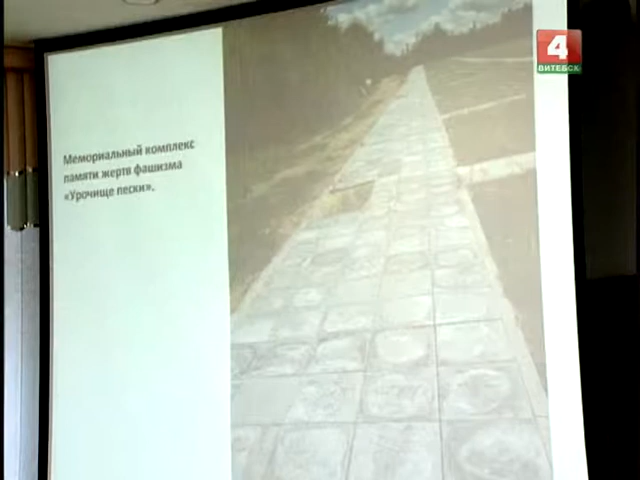 4
ВИТЕБСК
Мемориальный комплекс
памяти жертв фашизма
«Урочище пески».